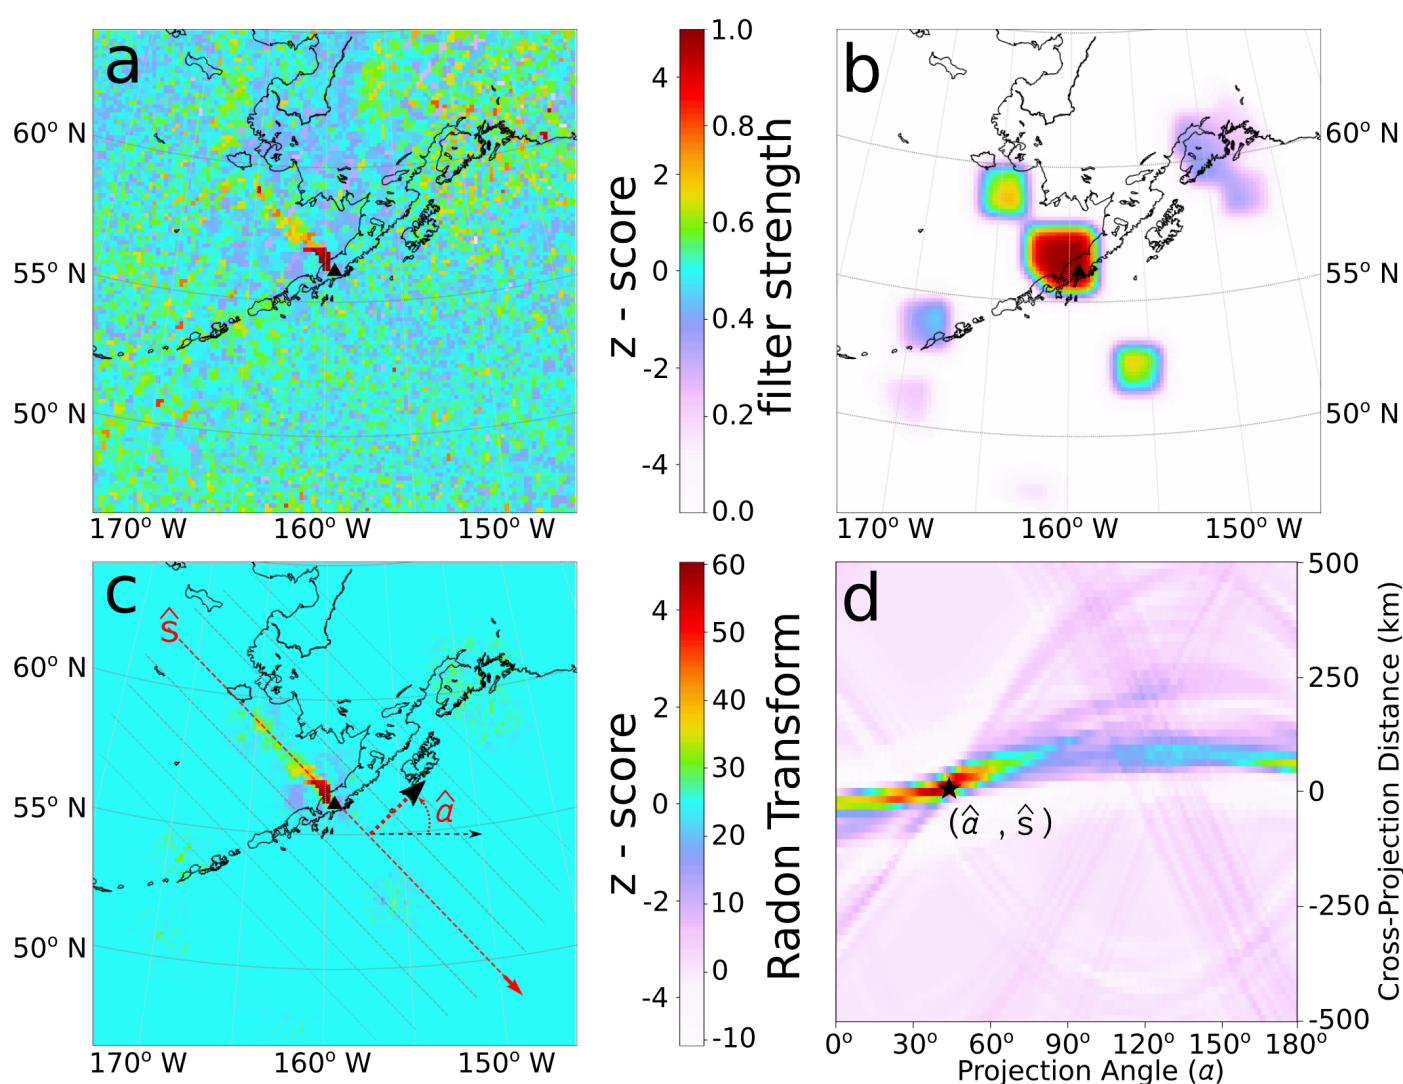 a
60° N
55° N
50° N
170° W
160° W
150° W
4
2
0
-2
-4
z - score
1.0
0.8
0.6
0.4
0.2
0.0
filter strength
b
60° N
55° N
50° N
170° W
160° W
150° W
c
ŝ
α̂
60° N
55° N
50° N
170° W
160° W
150° W
4
2
0
-2
-4
z - score
60
50
40
30
20
10
0
-10
Radon Transform
d
(α̂ , ŝ)
500
250
0
-250
-500
Cross-Projection Distance (km)
0° 30° 60° 90° 120° 150° 180°
Projection Angle (α)